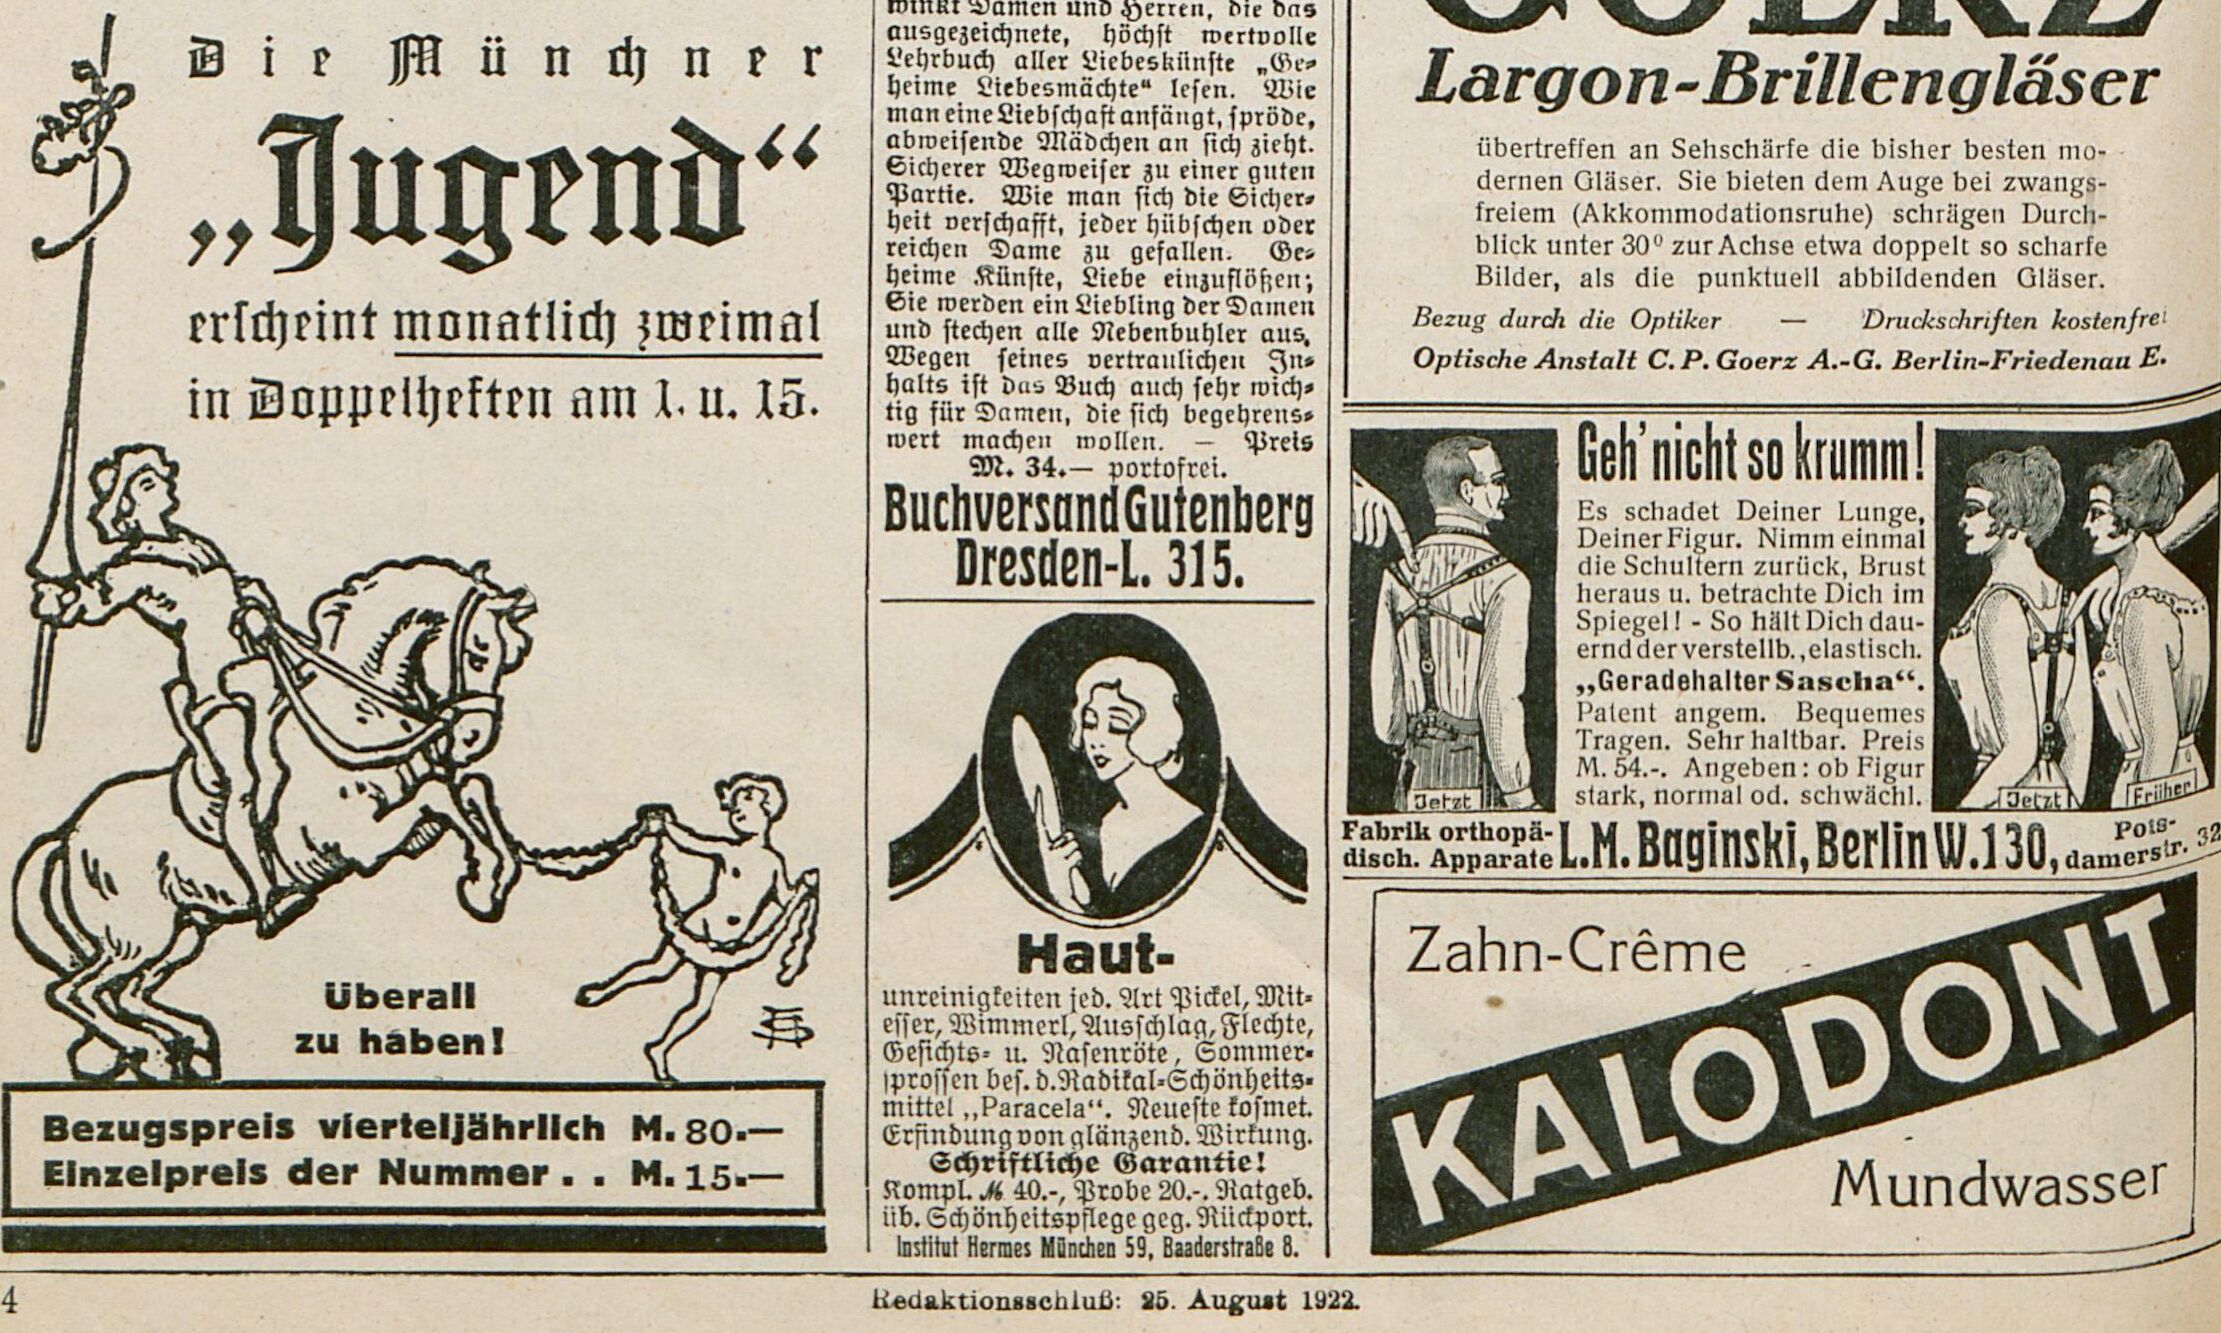 Die Münchner
„Jugend“
erscheint monatlich zweimal
in Doppelheften am 1. u. 15.
Überall
zu haben!
Bezugspreis vierteljährlich M. 80.—
Einzelpreis der Nummer . . M. 15.—
winkt Damen und Herren, die das
ausgezeichnete, höchst wertvolle
Lehrbuch aller Liebeskünste „Ge-
heime Liebesmächte“ lesen. Wie
man eine Liebschaft anfängt, spröde,
abweisende Mädchen an sich zieht.
Sicherer Wegweiser zu einer guten
Partie. Wie man sich die Sicher-
heit verschafft, jeder hübschen oder
reichen Dame zu gefallen. Ge-
heime Künste, Liebe einzuflößen;
Sie werden ein Liebling der Damen
und stechen alle Nebenbuhler aus.
Wegen seines vertraulichen In-
halts ist das Buch auch sehr wich-
tig für Damen, die sich begehrens-
wert machen wollen. — Preis
M. 34.— portofrei.
Buchversand Gutenberg
Dresden-L. 315.
Haut-
unreinigkeiten jed. Art Pickel, Mit-
esser, Wimmerl, Ausschlag, Flechte,
Gesichts- u. Nasenröte, Sommer-
sprossen bes. d. Radikal-Schönheits-
mittel „Paracela“. Neueste kosmet.
Erfindung von glänzend. Wirkung.
Schriftliche Garantie!
Kompl. M 40.-, Probe 20.-. Ratgeb.
üb. Schönheitspflege geg. Rückport.
Institut Hermes München 59, Baaderstraße 8.
GOERZ
Largon-Brillengläser
übertreffen an Sehschärfe die bisher besten mo-
dernen Gläser. Sie bieten dem Auge bei zwangs-
freiem (Akkommodationsruhe) schrägen Durch-
blick unter 30⁰ zur Achse etwa doppelt so scharfe
Bilder, als die punktuell abbildenden Gläser.
Bezug durch die Optiker — Druckschriften kostenfrei
Optische Anstalt C. P. Goerz A.-G. Berlin-Friedenau E.
Geh' nicht so krumm!
Es schadet Deiner Lunge,
Deiner Figur. Nimm einmal
die Schultern zurück, Brust
heraus u. betrachte Dich im
Spiegel! - So hält Dich dau-
ernd der verstellb., elastisch.
„Geradehalter Sascha“.
Patent angem. Bequemes
Tragen. Sehr haltbar. Preis
M. 54.-. Angeben: ob Figur
stark, normal od. schwächl.
Jetzt
Jetzt
Früher
Fabrik orthopä-
disch. Apparate L. M. Baginski, Berlin W. 130, Pots-
damerstr. 32
Zahn-Crême
KALODONT
Mundwasser
4
Redaktionsschluß: 25. August 1922.